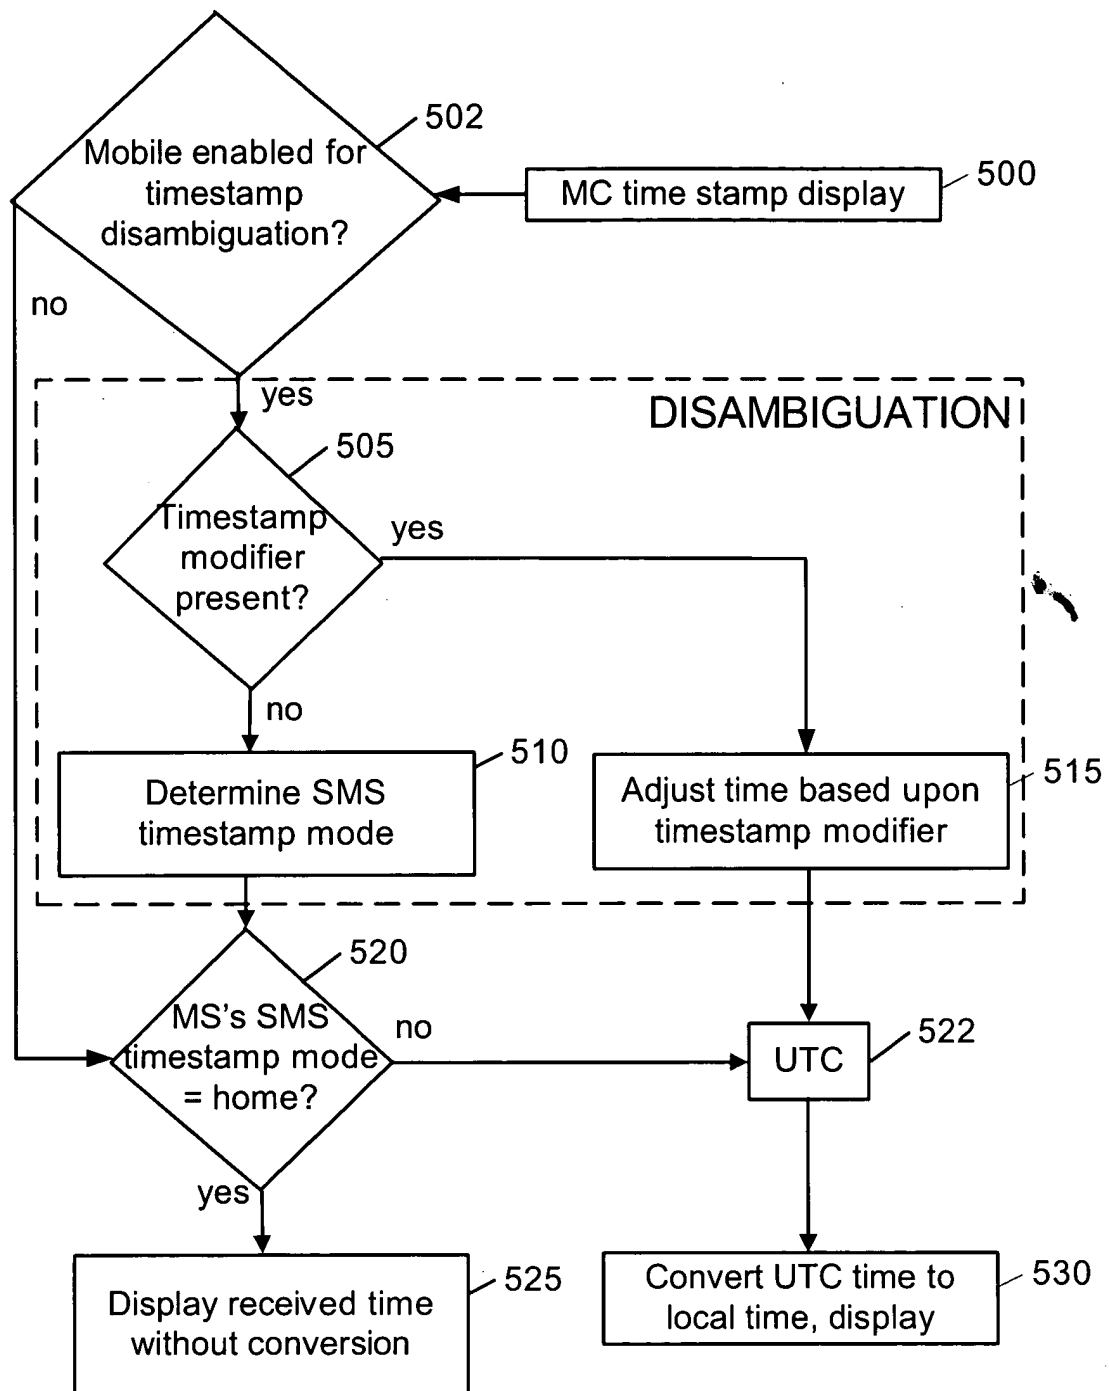 502
Mobile enabled for
timestamp
disambiguation?
MC time stamp display
500
no
yes
DISAMBIGUATION
505
Timestamp
modifier
present?
yes
no
510
Determine SMS
timestamp mode
515
Adjust time based upon
timestamp modifier
520
MS's SMS
timestamp mode
= home?
no
522
UTC
yes
525
Display received time
without conversion
530
Convert UTC time to
local time, display